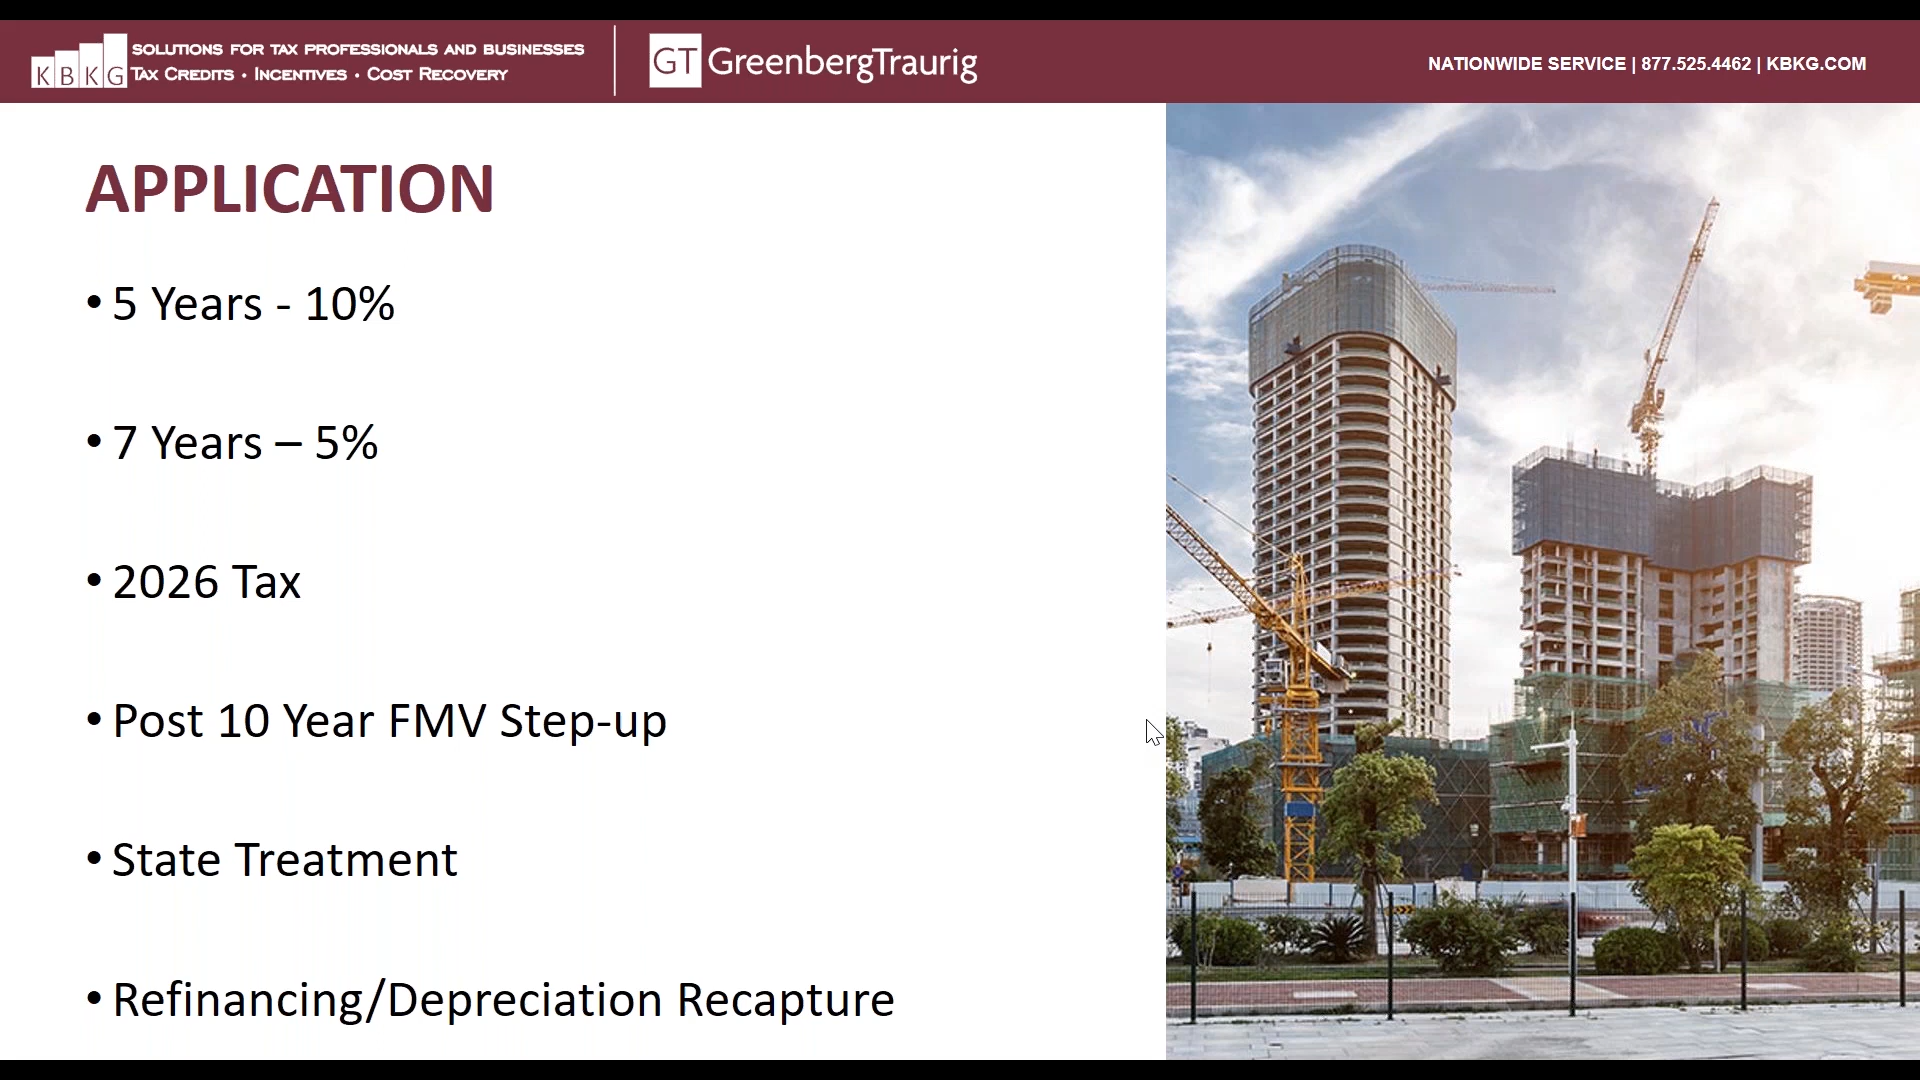 KBKG
SOLUTIONS FOR TAX PROFESSIONALS AND BUSINESSES
TAX CREDITS • INCENTIVES • COST RECOVERY
GT GreenbergTraurig
NATIONWIDE SERVICE | 877.525.4462 | KBKG.COM
APPLICATION
• 5 Years - 10%
• 7 Years – 5%
• 2026 Tax
• Post 10 Year FMV Step-up
• State Treatment
• Refinancing/Depreciation Recapture